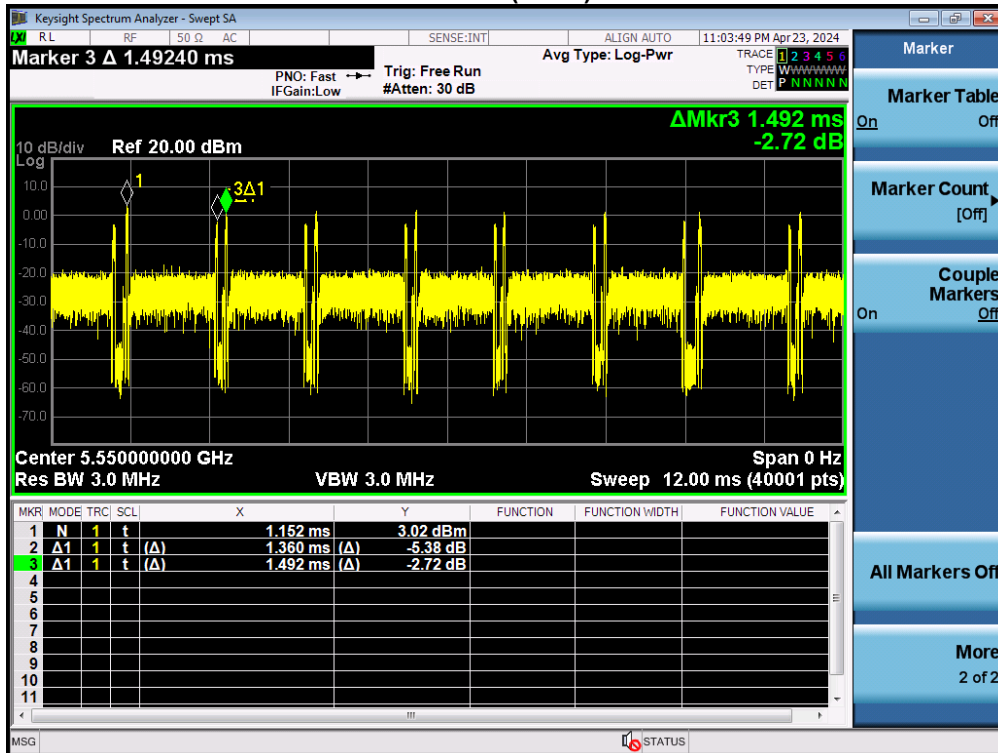 Keysight Spectrum Analyzer - Swept SA
LXI RL RF 50 Ω AC SENSE:INT ALIGN AUTO 11:03:49 PM Apr 23, 2024
Marker 3 Δ 1.49240 ms
PNO: Fast Trig: Free Run Avg Type: Log-Pwr TRACE 1 2 3 4 5 6
TYPE WWWWWW
IFGain:Low #Atten: 30 dB DET P N N N N N
Marker
Marker Table
On Off
Marker Count
[Off]
Couple
Markers
On Off
All Markers Off
More
2 of 2
ΔMkr3 1.492 ms
-2.72 dB
10 dB/div Ref 20.00 dBm
Log
10.0
0.00
-10.0
-20.0
-30.0
-40.0
-50.0
-60.0
-70.0
1
3Δ1
Center 5.550000000 GHz Span 0 Hz
Res BW 3.0 MHz VBW 3.0 MHz Sweep 12.00 ms (40001 pts)
MKR MODE TRC SCL X Y FUNCTION FUNCTION WIDTH FUNCTION VALUE
1 N 1 t 1.152 ms 3.02 dBm
2 Δ1 1 t (Δ) 1.360 ms (Δ) -5.38 dB
3 Δ1 1 t (Δ) 1.492 ms (Δ) -2.72 dB
4
5
6
7
8
9
10
11
MSG STATUS